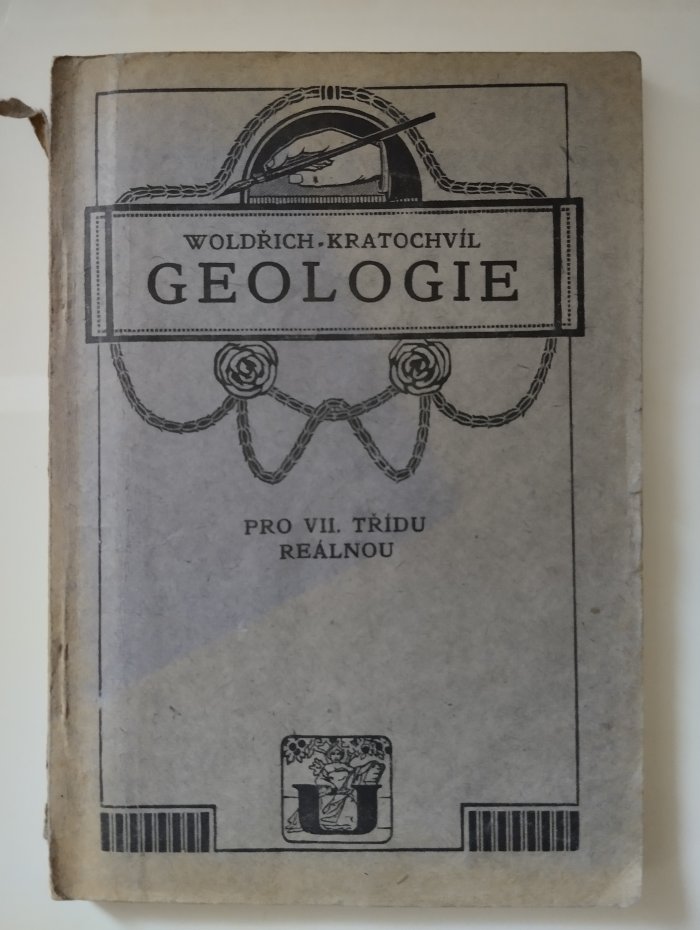 WOLDŘICH-KRATOCHVÍL
GEOLOGIE
PRO VII. TŘÍDU
REÁLNOU
U